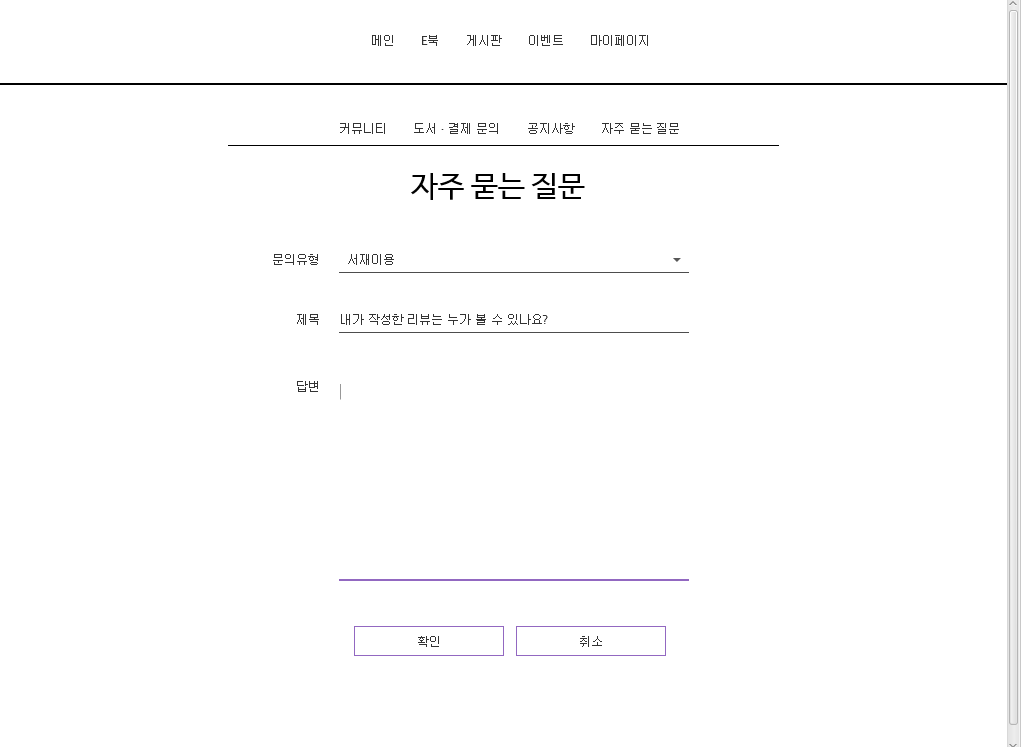 메인 E북 게시판 이벤트 마이페이지
커뮤니티 도서 · 결제 문의 공지사항 자주 묻는 질문
자주 묻는 질문
문의유형 서재이용
제목 내가 작성한 리뷰는 누가 볼 수 있나요?
답변
확인 취소